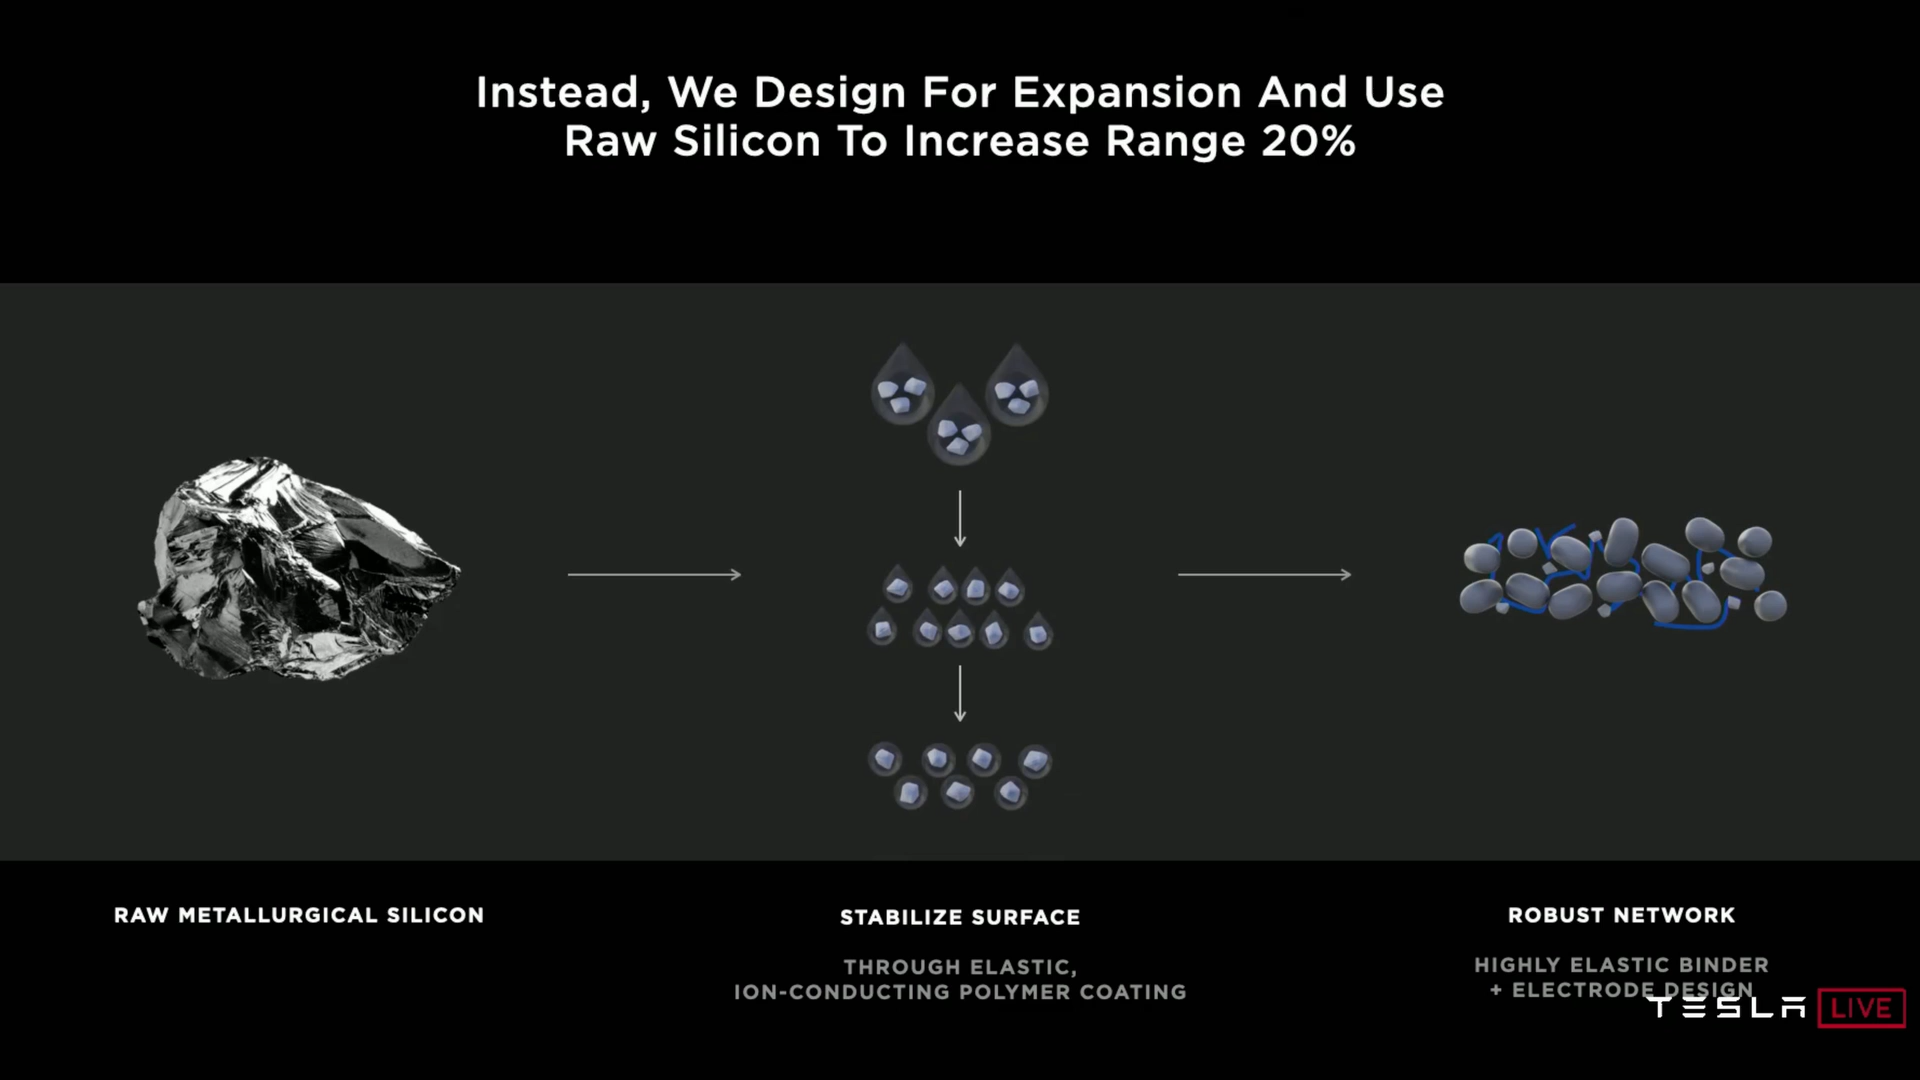 Instead, We Design For Expansion And Use
Raw Silicon To Increase Range 20%
RAW METALLURGICAL SILICON
STABILIZE SURFACE
THROUGH ELASTIC,
ION-CONDUCTING POLYMER COATING
ROBUST NETWORK
HIGHLY ELASTIC BINDER
+ ELECTRODE DESIGN
TESLA LIVE